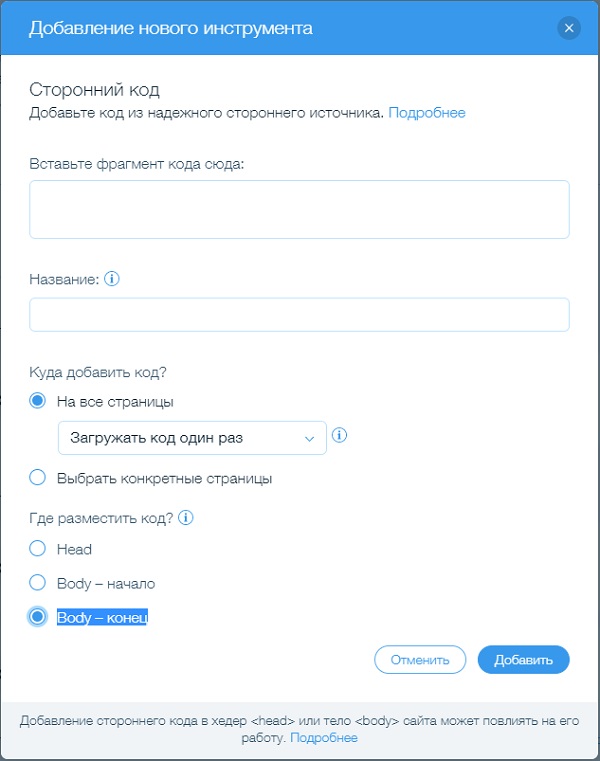 Добавление нового инструмента
Сторонний код
Добавьте код из надежного стороннего источника. Подробнее
Вставьте фрагмент кода сюда:
Название:
Куда добавить код?
На все страницы
Загружать код один раз
Выбрать конкретные страницы
Где разместить код?
Head
Body – начало
Body – конец
Отменить
Добавить
Добавление стороннего кода в хедер <head> или тело <body> сайта может повлиять на его
работу. Подробнее